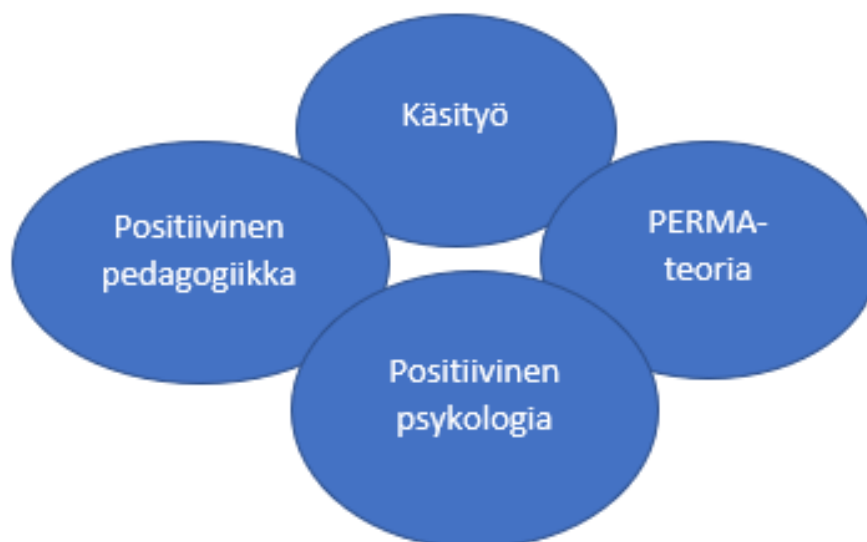 Käsityö
Positiivinen
pedagogiikka
PERMA-
teoria
Positiivinen
psykologia